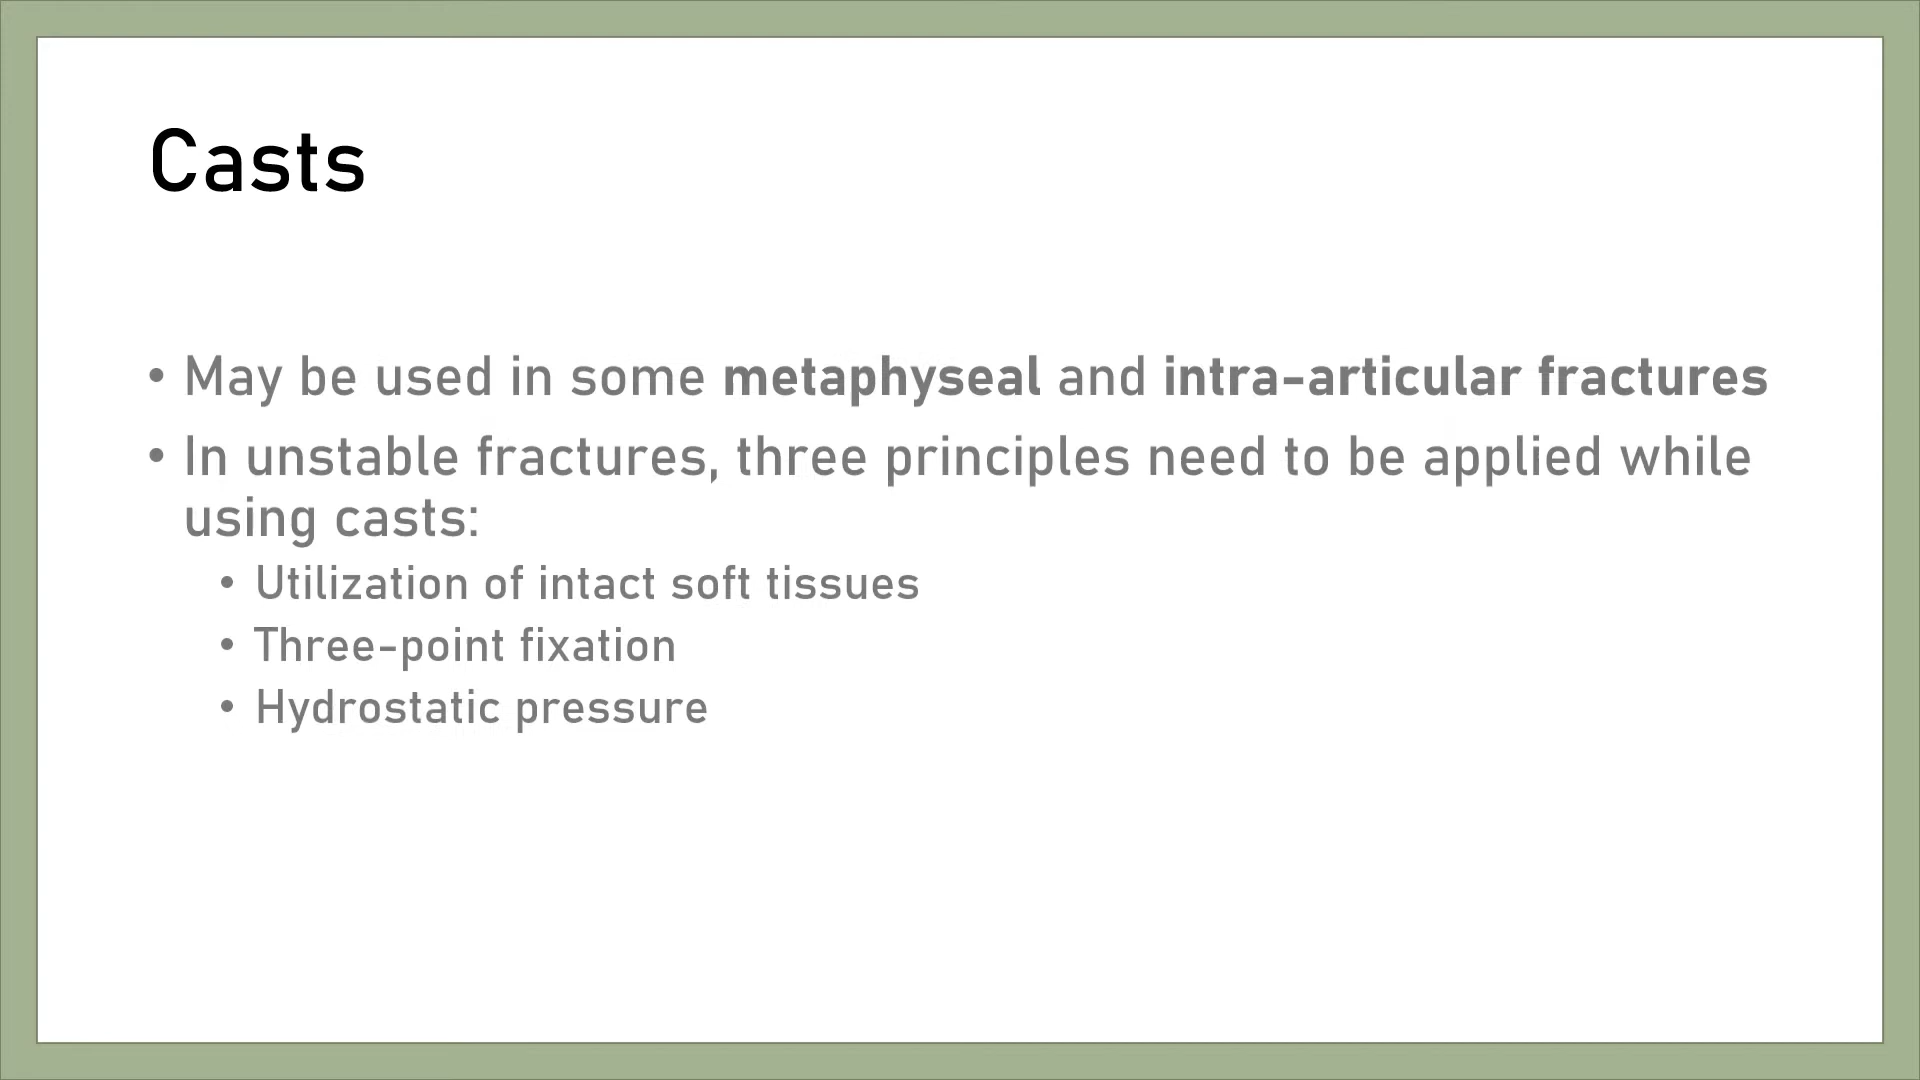 Casts
• May be used in some metaphyseal and intra-articular fractures
• In unstable fractures, three principles need to be applied while
using casts:
• Utilization of intact soft tissues
• Three-point fixation
• Hydrostatic pressure